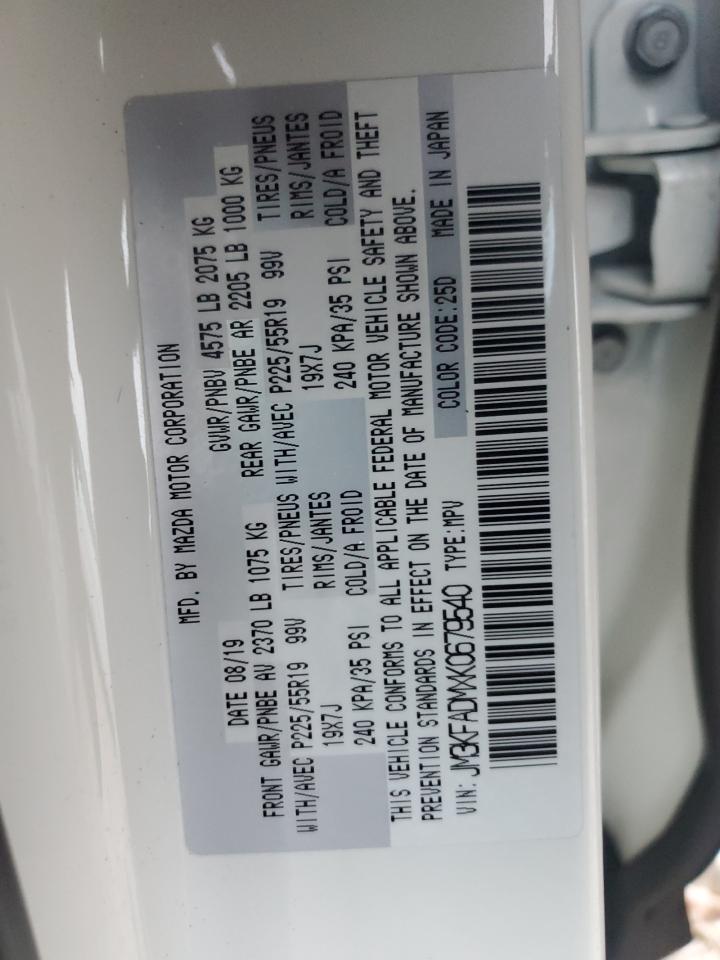 MFD. BY MAZDA MOTOR CORPORATION
DATE 08/19 GVWR/PNBV 4575 LB 2075 KG
FRONT GAWR/PNBE AV 2370 LB 1075 KG REAR GAWR/PNBE AR 2205 LB 1000 KG
WITH/AVEC P225/55R19 99V TIRES/PNEUS WITH/AVEC P225/55R19 99V TIRES/PNEUS
19X7J RIMS/JANTES 19X7J RIMS/JANTES
240 KPA/35 PSI COLD/A FROID 240 KPA/35 PSI COLD/A FROID
THIS VEHICLE CONFORMS TO ALL APPLICABLE FEDERAL MOTOR VEHICLE SAFETY AND THEFT
PREVENTION STANDARDS IN EFFECT ON THE DATE OF MANUFACTURE SHOWN ABOVE.
VIN: JM3KFADMXK0679540 TYPE:MPV COLOR CODE:25D MADE IN JAPAN